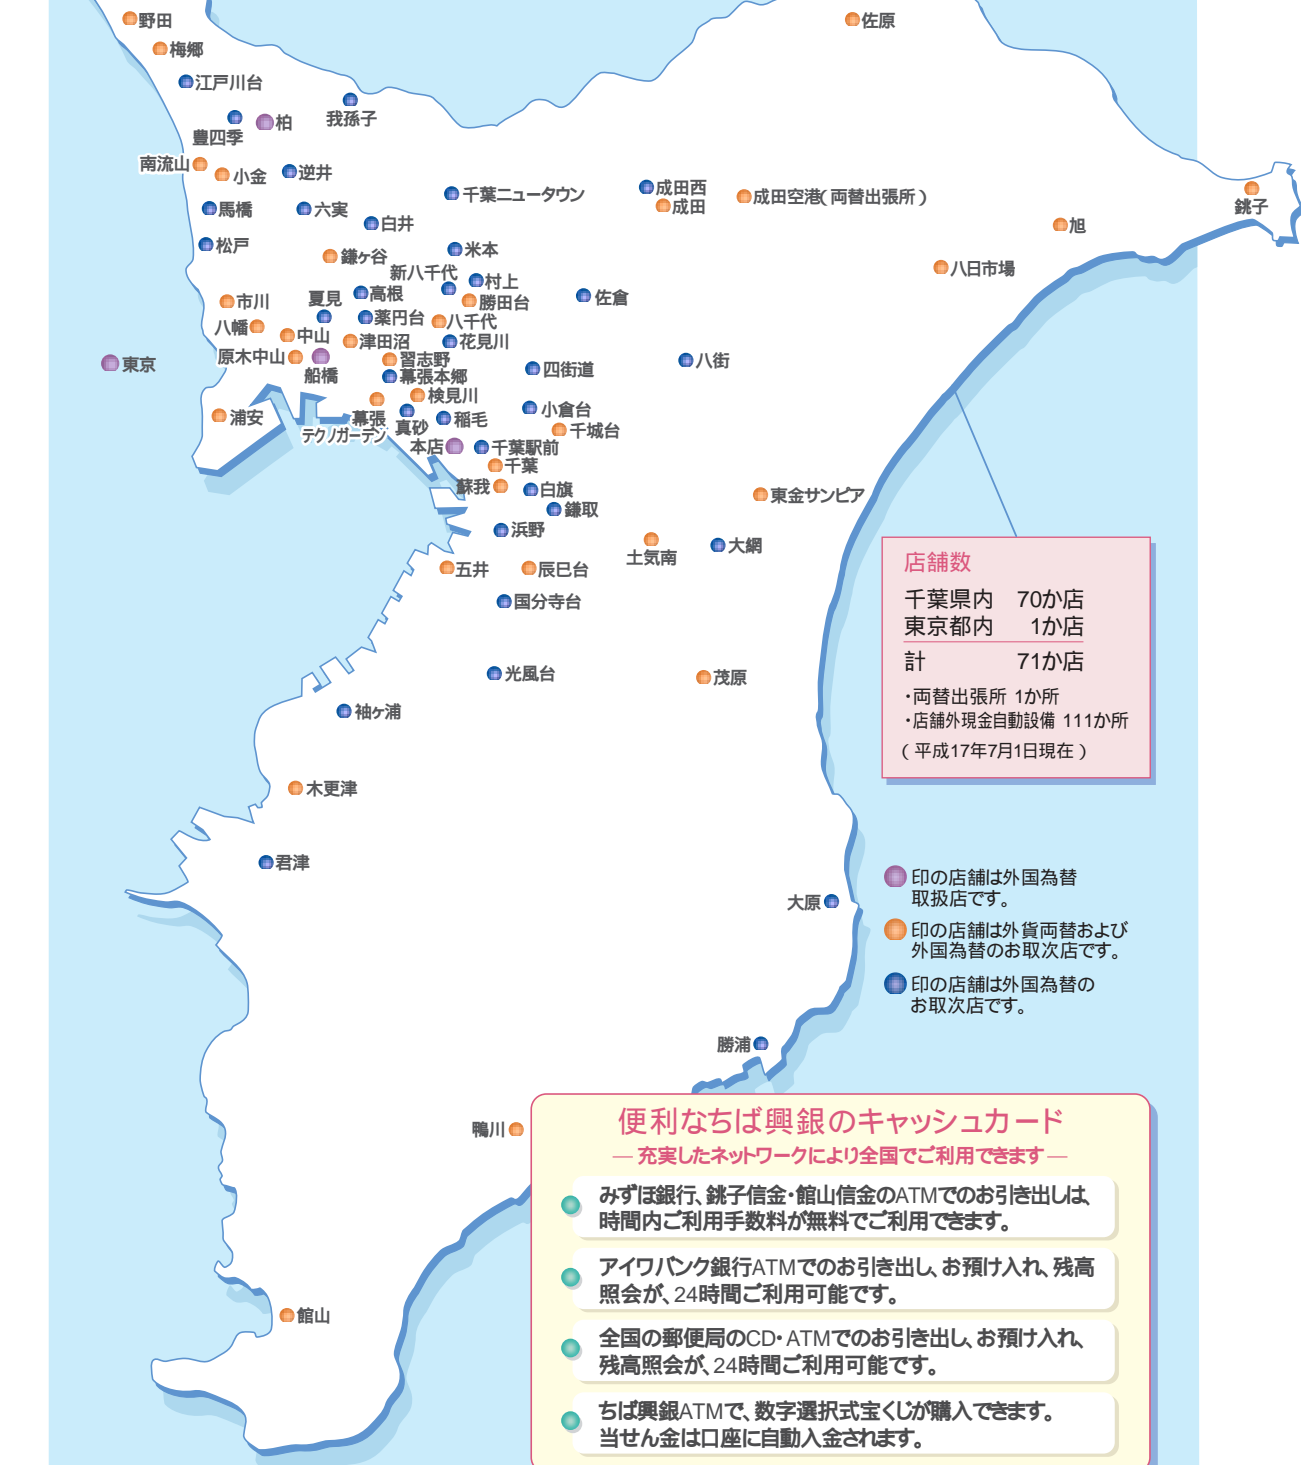 野田
佐原
梅郷
江戸川台
我孫子
豊四季
柏
南流山
小金
逆井
千葉ニュータウン
成田西
成田
成田空港(両替出張所)
銚子
馬橋
六実
白井
旭
松戸
鎌ヶ谷
米本
新八千代
村上
八日市場
市川
夏見
高根
勝田台
佐倉
八幡
中山
薬円台
八千代
津田沼
花見川
原木中山
船橋
習志野
東京
幕張本郷
四街道
八街
浦安
幕張
検見川
テクノガーデン
真砂
稲毛
小倉台
千城台
本店
千葉駅前
千葉
蘇我
白旗
東金サンピア
鎌取
浜野
土気南
大網
五井
辰巳台
国分寺台
光風台
茂原
袖ヶ浦
木更津
君津
大原
勝浦
鴨川
館山
店舗数
千葉県内 70か店
東京都内 1か店
計 71か店
・両替出張所 1か所
・店舗外現金自動設備 111か所
(平成17年7月1日現在)
印の店舗は外国為替
取扱店です。
印の店舗は外貨両替および
外国為替のお取次店です。
印の店舗は外国為替の
お取次店です。
便利なちば興銀のキャッシュカード
―充実したネットワークにより全国でご利用できます―
みずほ銀行、銚子信金・館山信金のATMでのお引き出しは、
時間内ご利用手数料が無料でご利用できます。
アイワバンク銀行ATMでのお引き出し、お預け入れ、残高
照会が、24時間ご利用可能です。
全国の郵便局のCD・ATMでのお引き出し、お預け入れ、
残高照会が、24時間ご利用可能です。
ちば興銀ATMで、数字選択式宝くじが購入できます。
当せん金は口座に自動入金されます。